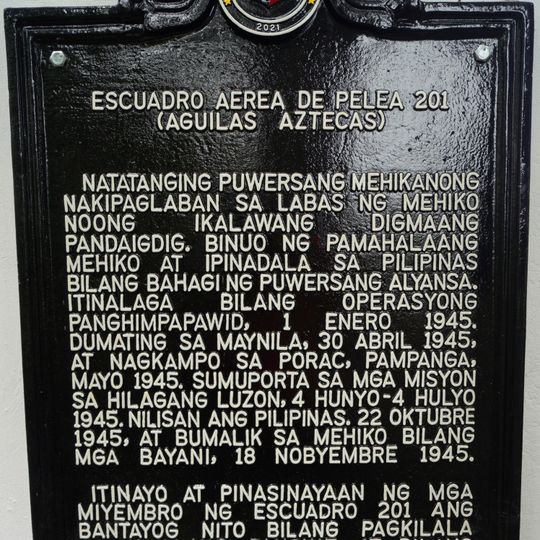 2021
ESCUADRO AEREA DE PELEA 201
(AGUILAS AZTECAS)
NATATANGING PUWERSANG MEHIKANONG
NAKIPAGLABAN SA LABAS NG MEHIKO
NOONG IKALAWANG DIGMAANG
PANDAIGDIG. BINUO NG PAMAHALAANG
MEHIKO AT IPINADALA SA PILIPINAS
BILANG BAHAGI NG PUWERSANG ALYANSA.
ITINALAGA BILANG OPERASYONG
PANGHIMPAPAWID, 1 ENERO 1945.
DUMATING SA MAYNILA, 30 ABRIL 1945,
AT NAGKAMPO SA PORAC, PAMPANGA,
MAYO 1945. SUMUPORTA SA MGA MISYON
SA HILAGANG LUZON, 4 HUNYO-4 HULYO
1945. NILISAN ANG PILIPINAS. 22 OKTUBRE
1945, AT BUMALIK SA MEHIKO BILANG
MGA BAYANI, 18 NOBYEMBRE 1945.
ITINAYO AT PINASINAYAAN NG MGA
MIYEMBRO NG ESCUADRO 201 ANG
BANTAYOG NITO BILANG PAGKILALA